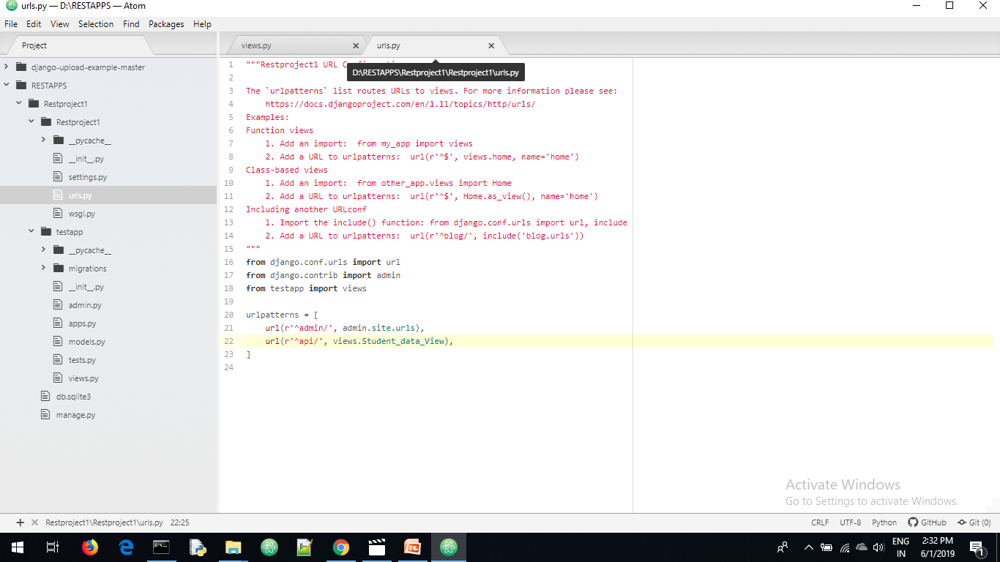 urls.py — D:\RESTAPPS — Atom
File Edit View Selection Find Packages Help
Project
views.py
urls.py
D:\RESTAPPS\Restproject1\Restproject1\urls.py
django-upload-example-master
RESTAPPS
Restproject1
Restproject1
__pycache__
__init__.py
settings.py
urls.py
wsgi.py
testapp
__pycache__
migrations
__init__.py
admin.py
apps.py
models.py
tests.py
views.py
db.sqlite3
manage.py
1 """Restproject1 URL
2
3 The `urlpatterns` list routes URLs to views. For more information please see:
4 https://docs.djangoproject.com/en/1.11/topics/http/urls/
5 Examples:
6 Function views
7 1. Add an import:  from my_app import views
8 2. Add a URL to urlpatterns:  url(r'^$', views.home, name='home')
9 Class-based views
10 1. Add an import:  from other_app.views import Home
11 2. Add a URL to urlpatterns:  url(r'^$', Home.as_view(), name='home')
12 Including another URLconf
13 1. Import the include() function: from django.conf.urls import url, include
14 2. Add a URL to urlpatterns:  url(r'^blog/', include('blog.urls'))
15 """
16 from django.conf.urls import url
17 from django.contrib import admin
18 from testapp import views
19
20 urlpatterns = [
21 url(r'^admin/', admin.site.urls),
22 url(r'^api/', views.Student_data_View),
23 ]
24
Activate Windows
Go to Settings to activate Windows.
Restproject1\Restproject1\urls.py 22:25
CRLF UTF-8 Python GitHub Git (0)
ENG
IN
2:32 PM
6/1/2019
1